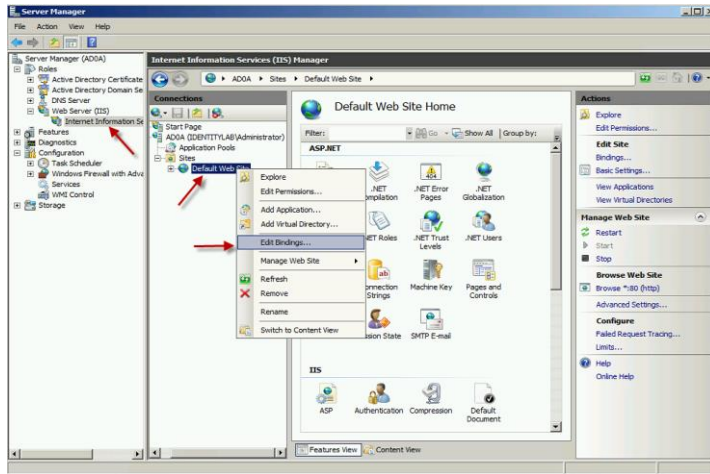 Server Manager
File Action View Help
Server Manager (AD0A)
Roles
Active Directory Certificate
Active Directory Domain Se
DNS Server
Web Server (IIS)
Internet Information Se
Features
Diagnostics
Configuration
Task Scheduler
Windows Firewall with Adva
Services
WMI Control
Storage
Internet Information Services (IIS) Manager
AD0A Sites Default Web Site
Connections
Start Page
AD0A (IDENTITYLAB\Administrator)
Application Pools
Sites
Default Web Site
Explore
Edit Permissions...
Add Application...
Add Virtual Directory...
Edit Bindings...
Manage Web Site
Refresh
Remove
Rename
Switch to Content View
Default Web Site Home
Filter: Go Show All Group by:
ASP.NET
.NET .NET Error .NET
mpilation Pages Globalization
.NET Roles .NET Trust .NET Users
Levels
nnection Machine Key Pages and
Strings Controls
ssion State SMTP E-mail
IIS
ASP Authentication Compression Default
Document
Features View Content View
Actions
Explore
Edit Permissions...
Edit Site
Bindings...
Basic Settings...
View Applications
View Virtual Directories
Manage Web Site
Restart
Start
Stop
Browse Web Site
Browse *:80 (http)
Advanced Settings...
Configure
Failed Request Tracing...
Limits...
Help
Online Help